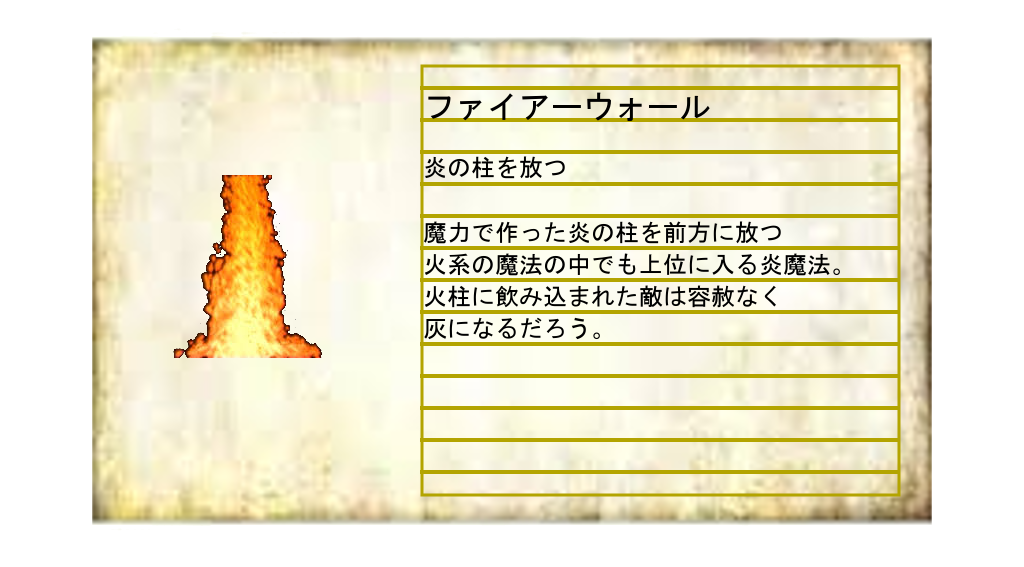 ファイアーウォール
炎の柱を放つ
魔力で作った炎の柱を前方に放つ
火系の魔法の中でも上位に入る炎魔法。
火柱に飲み込まれた敵は容赦なく
灰になるだろう。